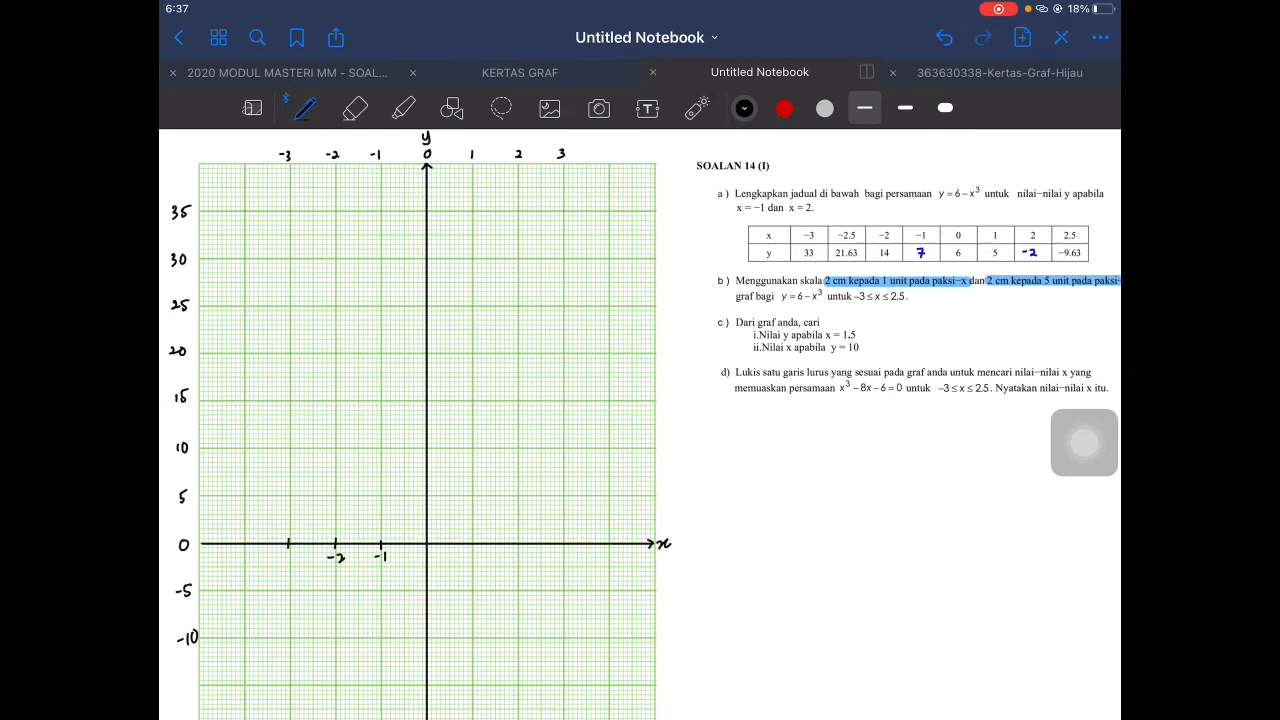 6:37
18%
Untitled Notebook
2020 MODUL MASTERI MM - SOAL...
KERTAS GRAF
Untitled Notebook
363630338-Kertas-Graf-Hijau
y
-3 -2 -1 0 1 2 3
35
30
25
20
15
10
5
0
x
-2 -1
-5
-10
SOALAN 14 (I)
a ) Lengkapkan jadual di bawah bagi persamaan y = 6 − x³ untuk nilai−nilai y apabila
x = −1 dan x = 2.
x −3 −2.5 −2 −1 0 1 2 2.5
y 33 21.63 14 7 6 5 -2 −9.63
b ) Menggunakan skala 2 cm kepada 1 unit pada paksi−x dan 2 cm kepada 5 unit pada paksi−
graf bagi y = 6 − x³ untuk −3 ≤ x ≤ 2.5.
c ) Dari graf anda, cari
i.Nilai y apabila x = 1.5
ii.Nilai x apabila y = 10
d) Lukis satu garis lurus yang sesuai pada graf anda untuk mencari nilai−nilai x yang
memuaskan persamaan x³ − 8x − 6 = 0 untuk −3 ≤ x ≤ 2.5. Nyatakan nilai−nilai x itu.